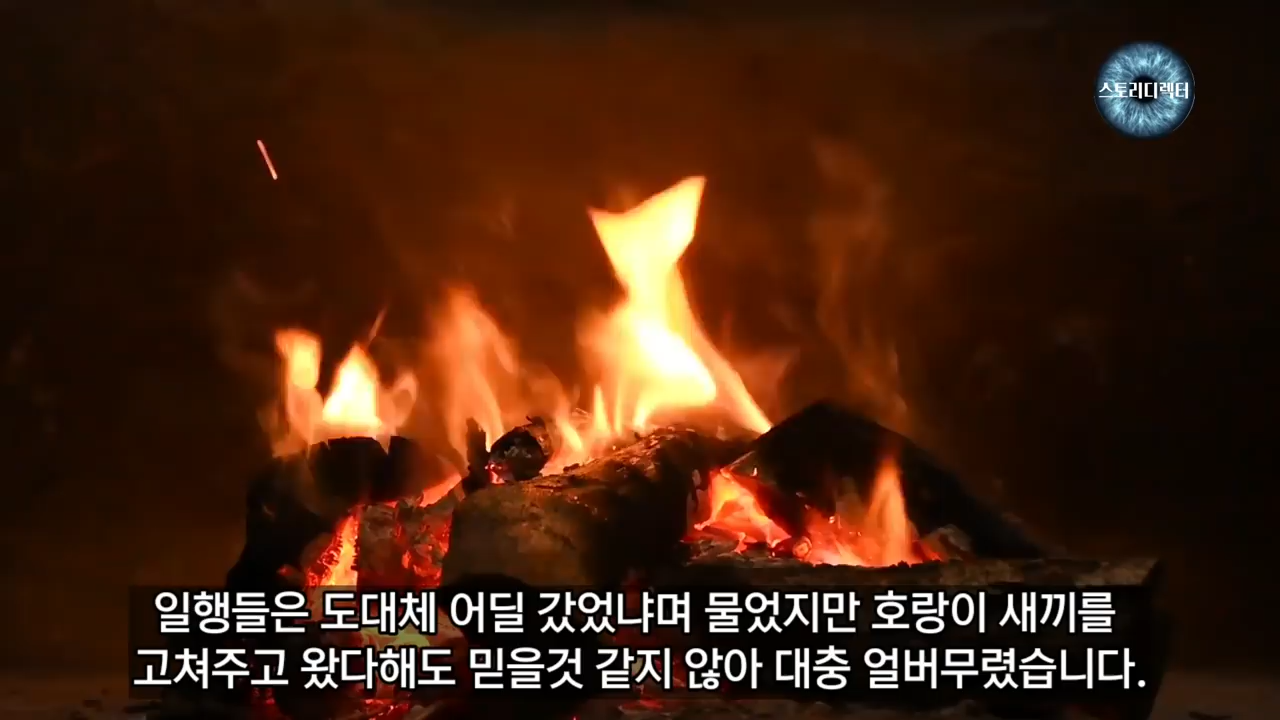 스토리디렉터
일행들은 도대체 어딜 갔었냐며 물었지만 호랑이 새끼를
고쳐주고 왔다해도 믿을것 같지 않아 대충 얼버무렸습니다.